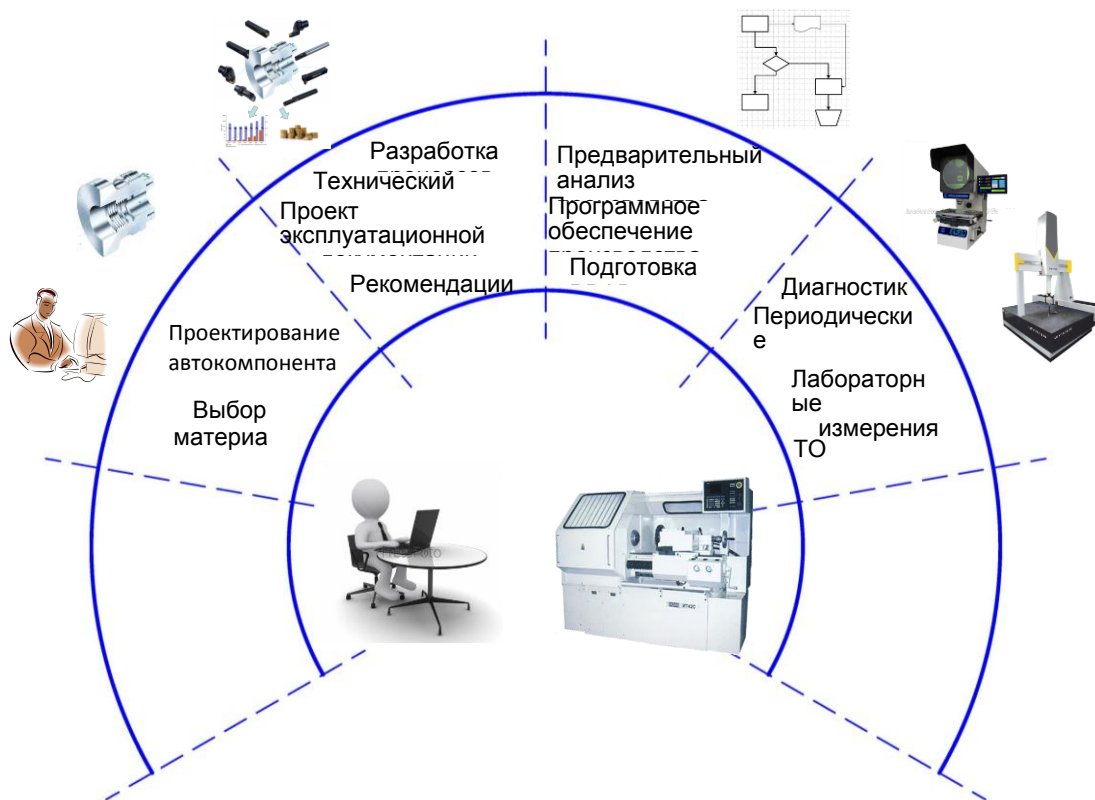 Разработка
Технический
Проект
эксплуатационной
Рекомендации
Предварительный
анализ
Программное
обеспечение
Подготовка
Проектирование
автокомпонента
Выбор
материа
Диагностик
Периодически
е
Лабораторн
ые
измерения
ТО